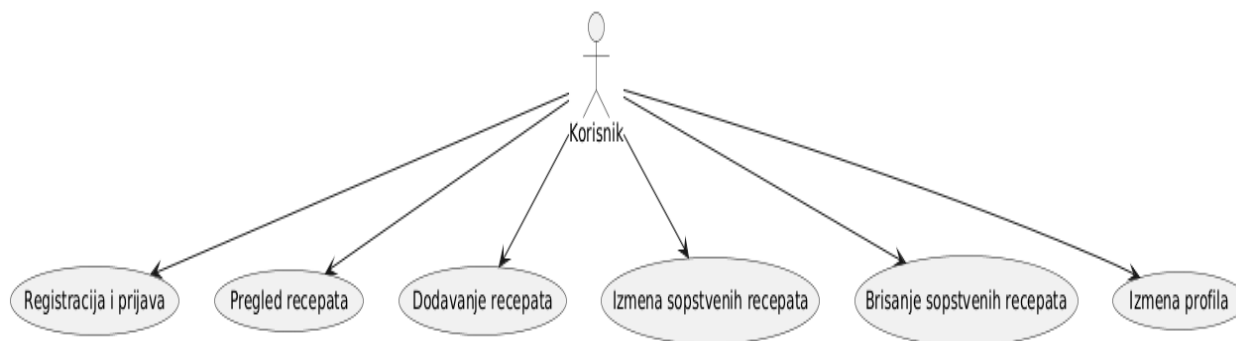 Korisnik
Registracija i prijava
Pregled recepata
Dodavanje recepata
Izmena sopstvenih recepata
Brisanje sopstvenih recepata
Izmena profila